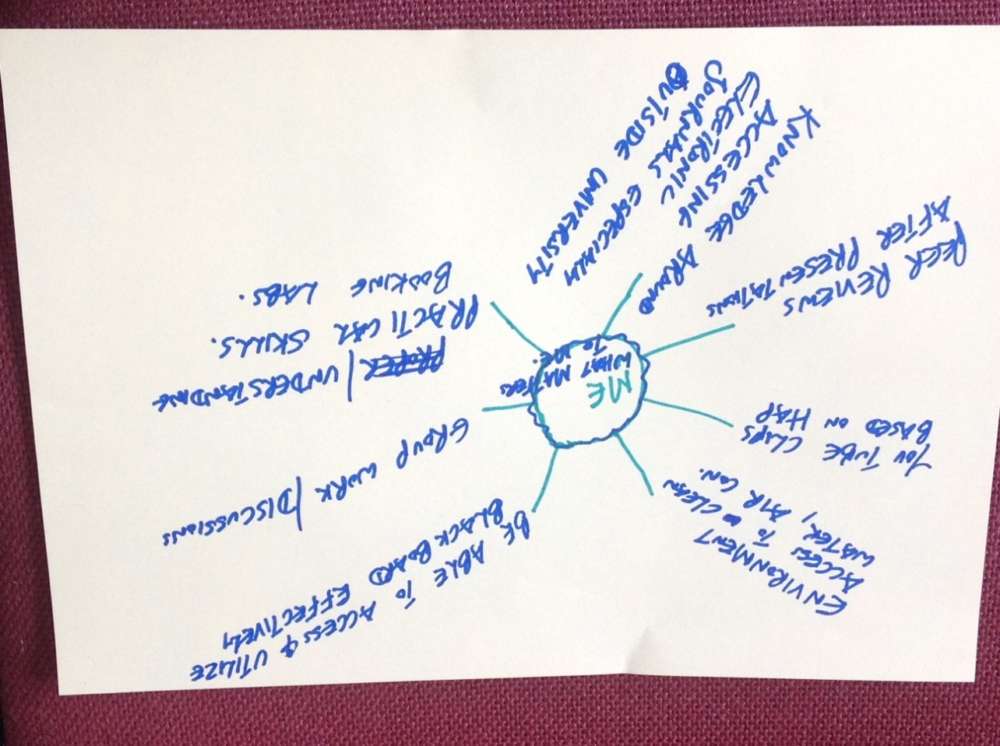 ME
WHAT MATTERS
TO ME.
KNOWLEDGE AROUND
ACCESSING
ELECTRONIC
JOURNALS ESPECIALLY
OUTSIDE UNIVERSITY
PEER REVIEWS
AFTER PRESENTATIONS
YOU TUBE CLIPS
BASED ON HAP
ENVIRONMENT
ACCESS TO CLEAN
WATER, AIR CON.
BE ABLE TO ACCESS & UTILIZE
BLACK BOARD EFFECTIVELY
GROUP WORK / DISCUSSIONS
PROPER / UNDERSTANDING
PRACTICAL SKILLS.
BOOKING LABS.